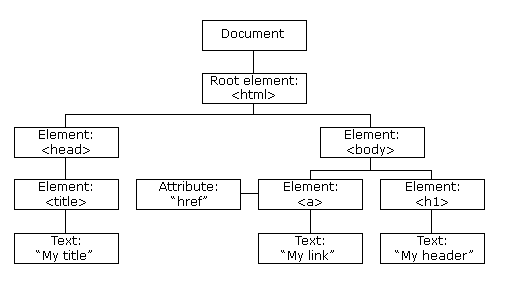 Document
Root element:
<html>
Element:
<head>
Element:
<body>
Element:
<title>
Attribute:
“href”
Element:
<a>
Element:
<h1>
Text:
“My title”
Text:
“My link”
Text:
“My header”